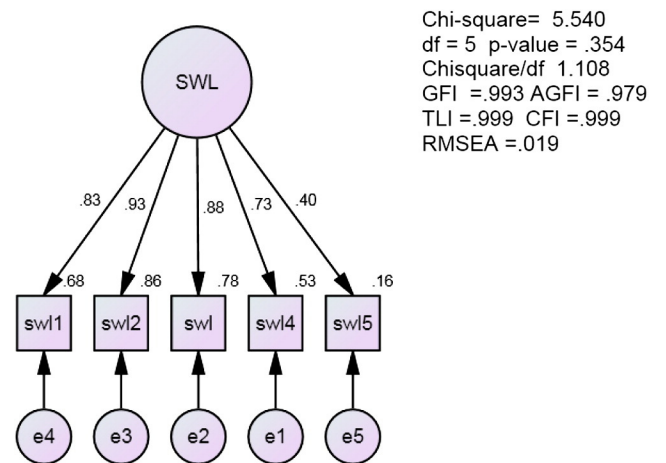 Chi-square=  5.540
df = 5  p-value = .354
Chisquare/df  1.108
GFI  =.993 AGFI = .979
TLI =.999  CFI =.999
RMSEA =.019
SWL
.83 .93 .88 .73 .40
.68 .86 .78 .53 .16
swl1 swl2 swl swl4 swl5
e4 e3 e2 e1 e5